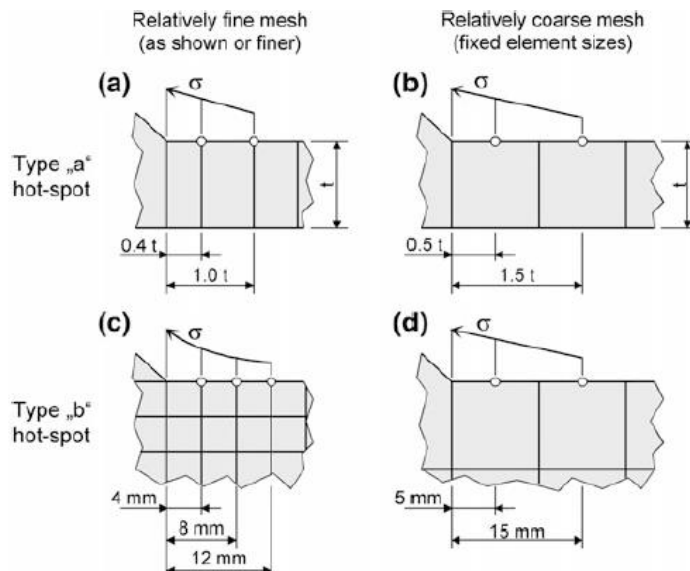 Relatively fine mesh
(as shown or finer)
Relatively coarse mesh
(fixed element sizes)
(a)
σ
(b)
σ
Type „a“
hot-spot
t
t
0.4 t
1.0 t
0.5 t
1.5 t
(c)
σ
(d)
σ
Type „b“
hot-spot
4 mm
8 mm
12 mm
5 mm
15 mm